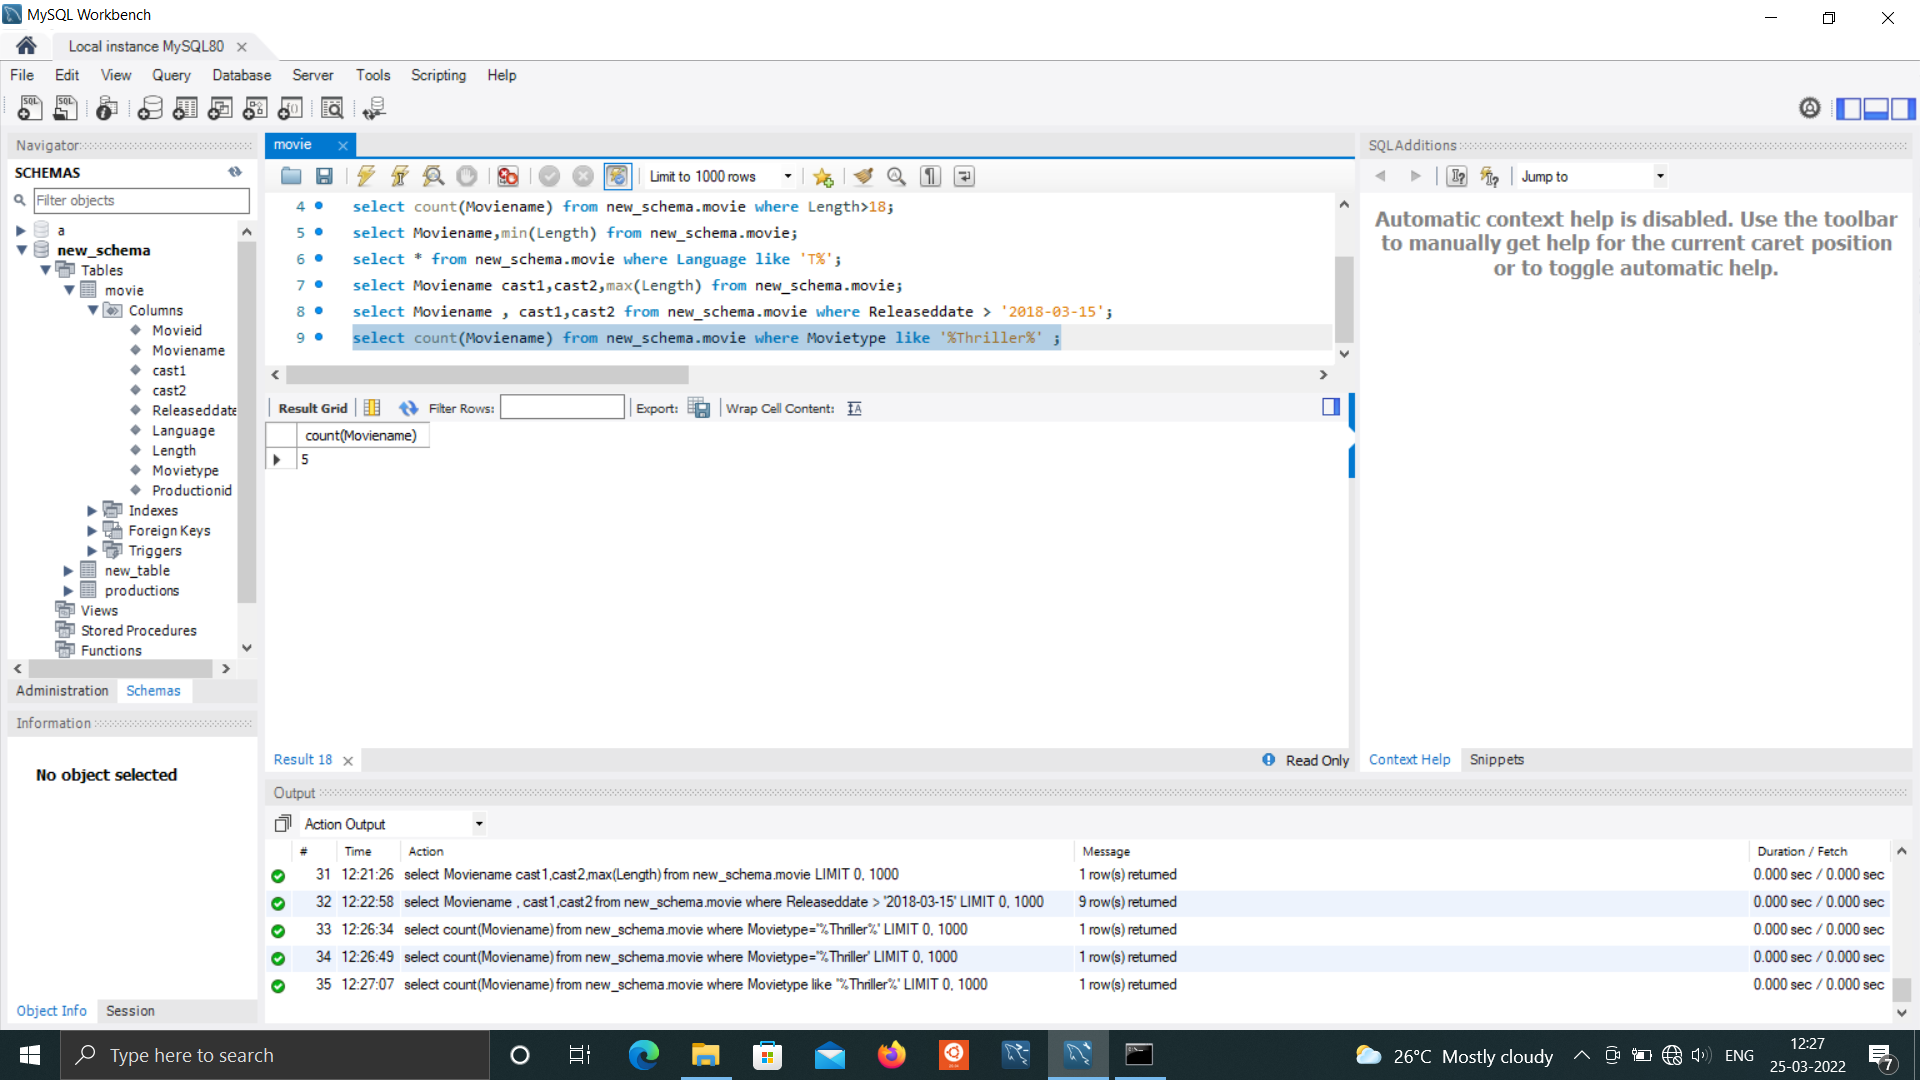 MySQL Workbench
Local instance MySQL80
File Edit View Query Database Server Tools Scripting Help
Navigator
SCHEMAS
Filter objects
a
new_schema
Tables
movie
Columns
Movieid
Moviename
cast1
cast2
Releaseddate
Language
Length
Movietype
Productionid
Indexes
Foreign Keys
Triggers
new_table
productions
Views
Stored Procedures
Functions
Administration Schemas
Information
No object selected
Object Info Session
movie
Limit to 1000 rows
4 select count(Moviename) from new_schema.movie where Length>18;
5 select Moviename,min(Length) from new_schema.movie;
6 select * from new_schema.movie where Language like 'T%';
7 select Moviename cast1,cast2,max(Length) from new_schema.movie;
8 select Moviename , cast1,cast2 from new_schema.movie where Releaseddate > '2018-03-15';
9 select count(Moviename) from new_schema.movie where Movietype like '%Thriller%' ;
Result Grid Filter Rows: Export: Wrap Cell Content:
count(Moviename)
5
Result 18 Read Only
SQLAdditions
Jump to
Automatic context help is disabled. Use the toolbar
to manually get help for the current caret position
or to toggle automatic help.
Context Help Snippets
Output
Action Output
# Time Action Message Duration / Fetch
31 12:21:26 select Moviename cast1,cast2,max(Length) from new_schema.movie LIMIT 0, 1000 1 row(s) returned 0.000 sec / 0.000 sec
32 12:22:58 select Moviename , cast1,cast2 from new_schema.movie where Releaseddate > '2018-03-15' LIMIT 0, 1000 9 row(s) returned 0.000 sec / 0.000 sec
33 12:26:34 select count(Moviename) from new_schema.movie where Movietype='%Thriller%' LIMIT 0, 1000 1 row(s) returned 0.000 sec / 0.000 sec
34 12:26:49 select count(Moviename) from new_schema.movie where Movietype='%Thriller' LIMIT 0, 1000 1 row(s) returned 0.000 sec / 0.000 sec
35 12:27:07 select count(Moviename) from new_schema.movie where Movietype like '%Thriller%' LIMIT 0, 1000 1 row(s) returned 0.000 sec / 0.000 sec
Type here to search
26°C Mostly cloudy
ENG
12:27
25-03-2022
7